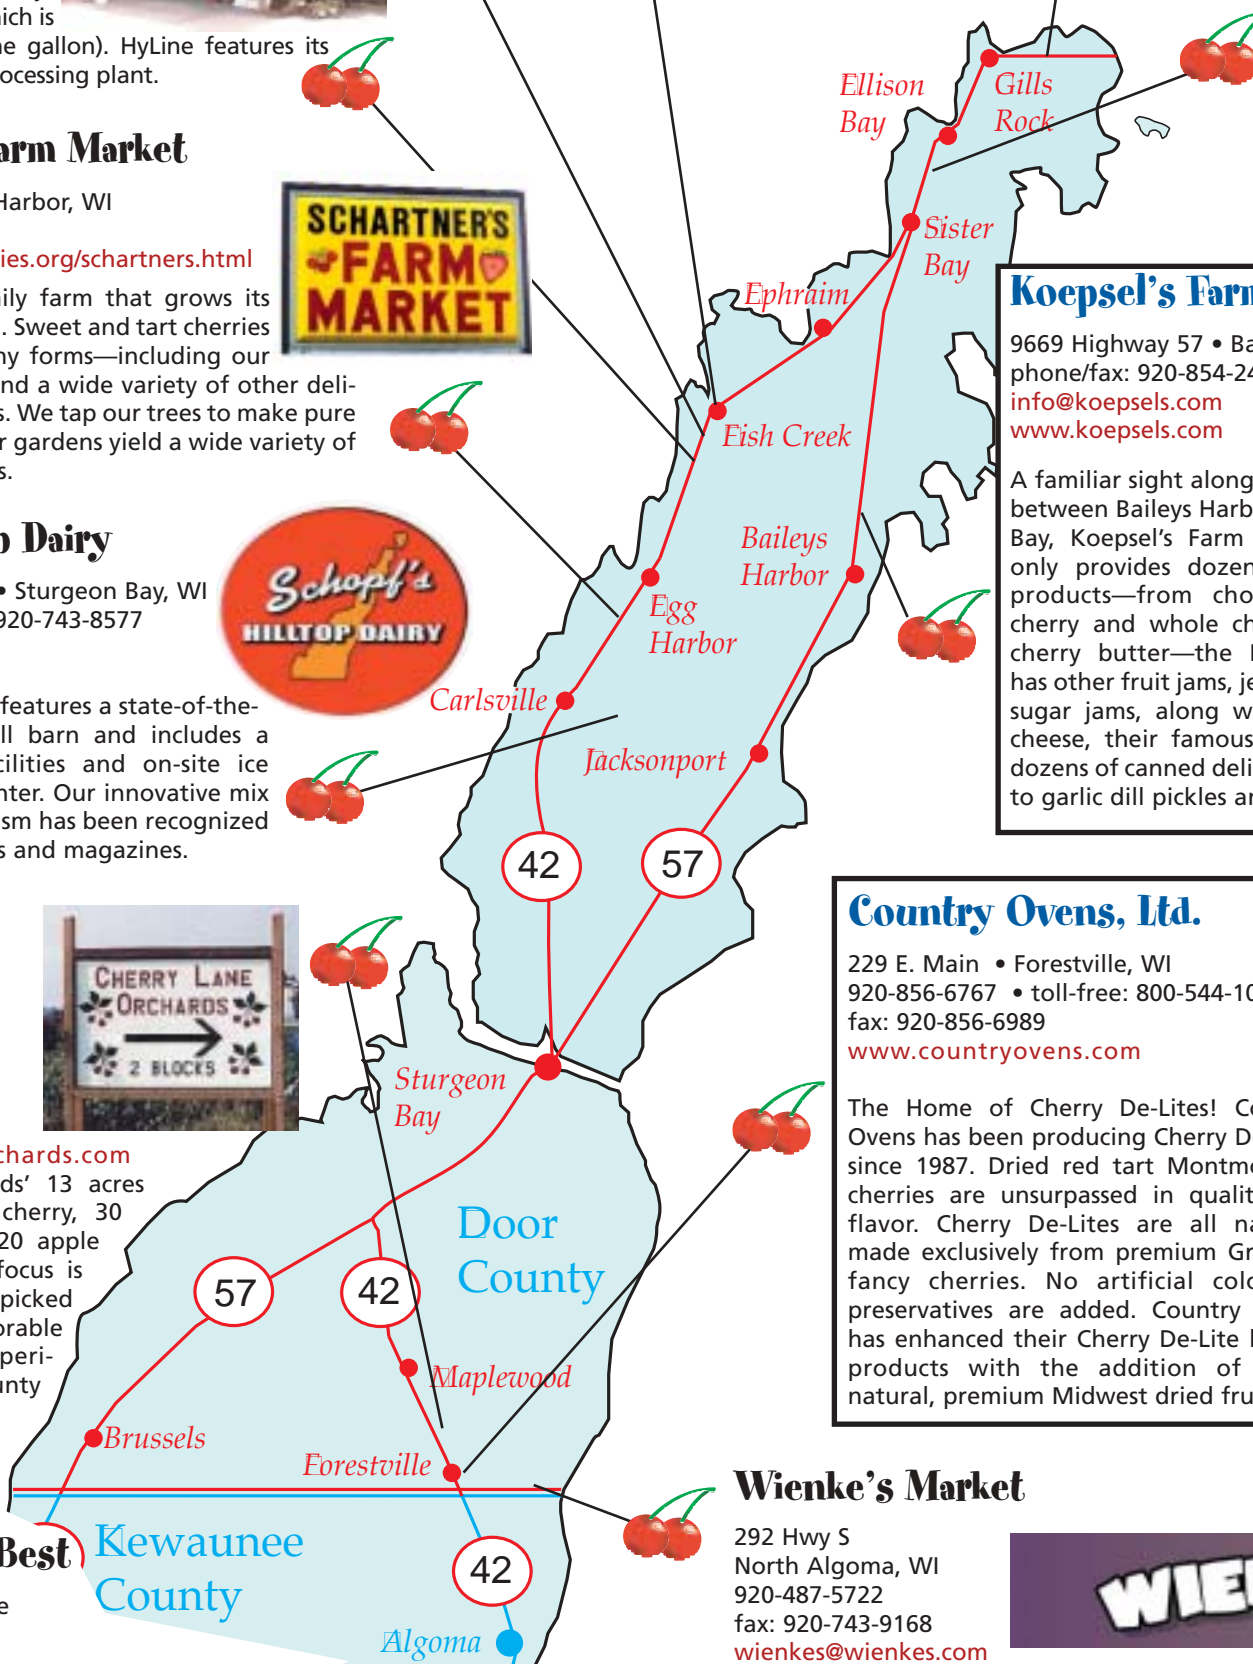 hich is
ne gallon). HyLine features its
ocessing plant.
arm Market
Harbor, WI
ies.org/schartners.html
nily farm that grows its
. Sweet and tart cherries
ny forms—including our
nd a wide variety of other deli-
s. We tap our trees to make pure
r gardens yield a wide variety of
s.
SCHARTNER'S
FARM
MARKET
p Dairy
• Sturgeon Bay, WI
920-743-8577
features a state-of-the-
ll barn and includes a
cilities and on-site ice
nter. Our innovative mix
ism has been recognized
s and magazines.
Schopf's
HILLTOP DAIRY
CHERRY LANE
ORCHARDS
2 BLOCKS
chards.com
ds' 13 acres
cherry, 30
20 apple
focus is
picked
orable
peri-
unty
Best
e
Ellison
Bay
Gills
Rock
Sister
Bay
Ephraim
Fish Creek
Baileys
Harbor
Egg
Harbor
Carlsville
Jacksonport
42
57
Sturgeon
Bay
Door
County
57
42
Maplewood
Brussels
Forestville
Kewaunee
County
42
Algoma
Koepsel's Farm
9669 Highway 57 • Ba
phone/fax: 920-854-24
info@koepsels.com
www.koepsels.com
A familiar sight along
between Baileys Harb
Bay, Koepsel's Farm
only provides dozen
products—from cho
cherry and whole ch
cherry butter—the
has other fruit jams, je
sugar jams, along w
cheese, their famous
dozens of canned deli
to garlic dill pickles an
Country Ovens, Ltd.
229 E. Main • Forestville, WI
920-856-6767 • toll-free: 800-544-10
fax: 920-856-6989
www.countryovens.com
The Home of Cherry De-Lites! Co
Ovens has been producing Cherry D
since 1987. Dried red tart Montmo
cherries are unsurpassed in qualit
flavor. Cherry De-Lites are all na
made exclusively from premium Gr
fancy cherries. No artificial colo
preservatives are added. Country
has enhanced their Cherry De-Lite
products with the addition of
natural, premium Midwest dried fru
Wienke's Market
292 Hwy S
North Algoma, WI
920-487-5722
fax: 920-743-9168
wienkes@wienkes.com
WIE